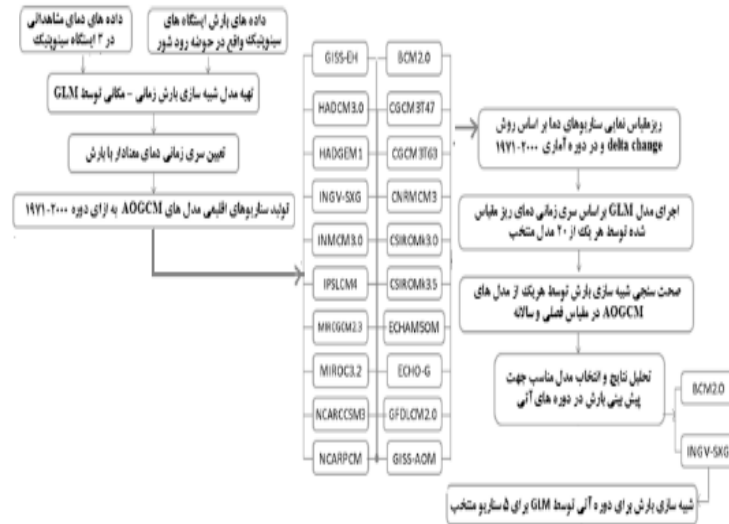 داده های بارش ایستگاه های
سینوپتیک واقع در حوضه رود شور
داده های دمای مشاهداتی
در ۳ ایستگاه سینوپتیک
تهیه مدل شبیه سازی بارش زمانی – مکانی توسط GLM
تعیین سری زمانی دمای معنادار با بارش
تولید سناریوهای اقلیمی مدل های AOGCM به ازای دوره ۲۰۰۰-۱۹۷۱
GISS-EH
HADCM3.0
HADGEM1
INGV-SXG
INMCM3.0
IPSLCM4
MIRCGCM2.3
MIROC3.2
NCARCCSM3
NCARPCM
BCM2.0
CGCM3T47
CGCM3T63
CNRMCM3
CSIROMk3.0
CSIROMk3.5
ECHAM5OM
ECHO-G
GFDLCM2.0
GISS-AOM
ریزمقیاس نمایی سناریوهای دما بر اساس روش
delta change و در دوره آماری ۲۰۰۰-۱۹۷۱
اجرای مدل GLM بر اساس سری زمانی دمای ریز مقیاس
شده توسط هر یک از ۲۰ مدل منتخب
صحت سنجی شبیه سازی بارش توسط هریک از مدل های
AOGCM در مقیاس فصلی و سالانه
تحلیل نتایج و انتخاب مدل مناسب جهت
پیش بینی بارش در دوره های آتی
BCM2.0
INGV-SXG
شبیه سازی بارش برای دوره آتی توسط GLM برای ۵ سناریو منتخب